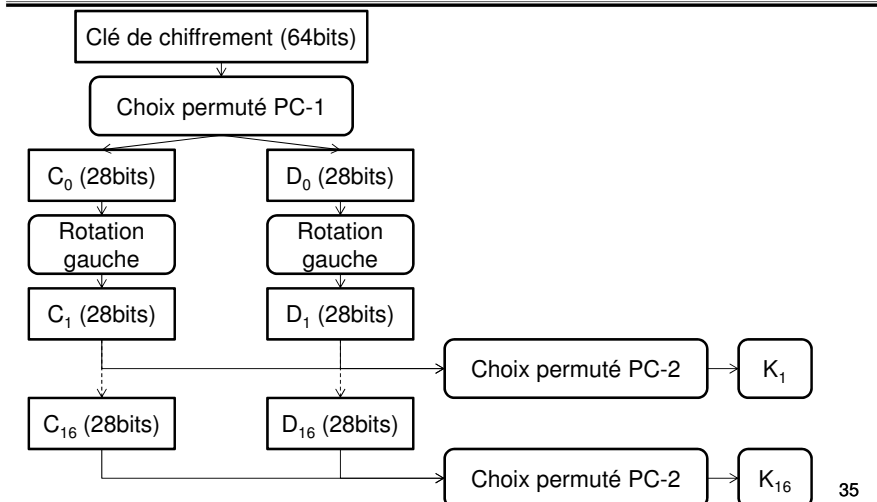 Clé de chiffrement (64bits)
Choix permuté PC-1
C₀ (28bits)
D₀ (28bits)
Rotation
gauche
Rotation
gauche
C₁ (28bits)
D₁ (28bits)
Choix permuté PC-2
K₁
C₁₆ (28bits)
D₁₆ (28bits)
Choix permuté PC-2
K₁₆
35